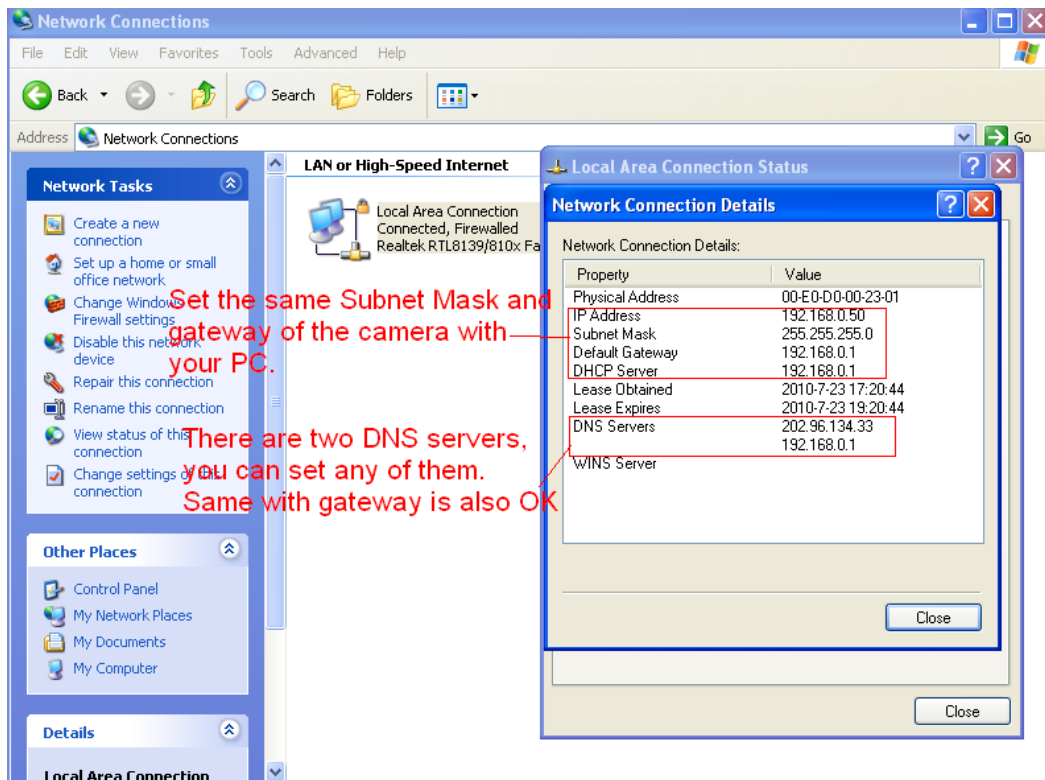 Network Connections
File Edit View Favorites Tools Advanced Help
Back Search Folders
Address Network Connections Go
Network Tasks
Create a new
connection
Set up a home or small
office network
Change Windows
Firewall settings
Disable this network
device
Repair this connection
Rename this connection
View status of this
connection
Change settings of this
connection
Other Places
Control Panel
My Network Places
My Documents
My Computer
Details
Local Area Connection
LAN or High-Speed Internet
Local Area Connection
Connected, Firewalled
Realtek RTL8139/810x Fa
Set the same Subnet Mask and
gateway of the camera with
your PC.
There are two DNS servers,
you can set any of them.
Same with gateway is also OK
Local Area Connection Status
Network Connection Details
Network Connection Details:
Property Value
Physical Address 00-E0-D0-00-23-01
IP Address 192.168.0.50
Subnet Mask 255.255.255.0
Default Gateway 192.168.0.1
DHCP Server 192.168.0.1
Lease Obtained 2010-7-23 17:20:44
Lease Expires 2010-7-23 19:20:44
DNS Servers 202.96.134.33
192.168.0.1
WINS Server
Close
Close